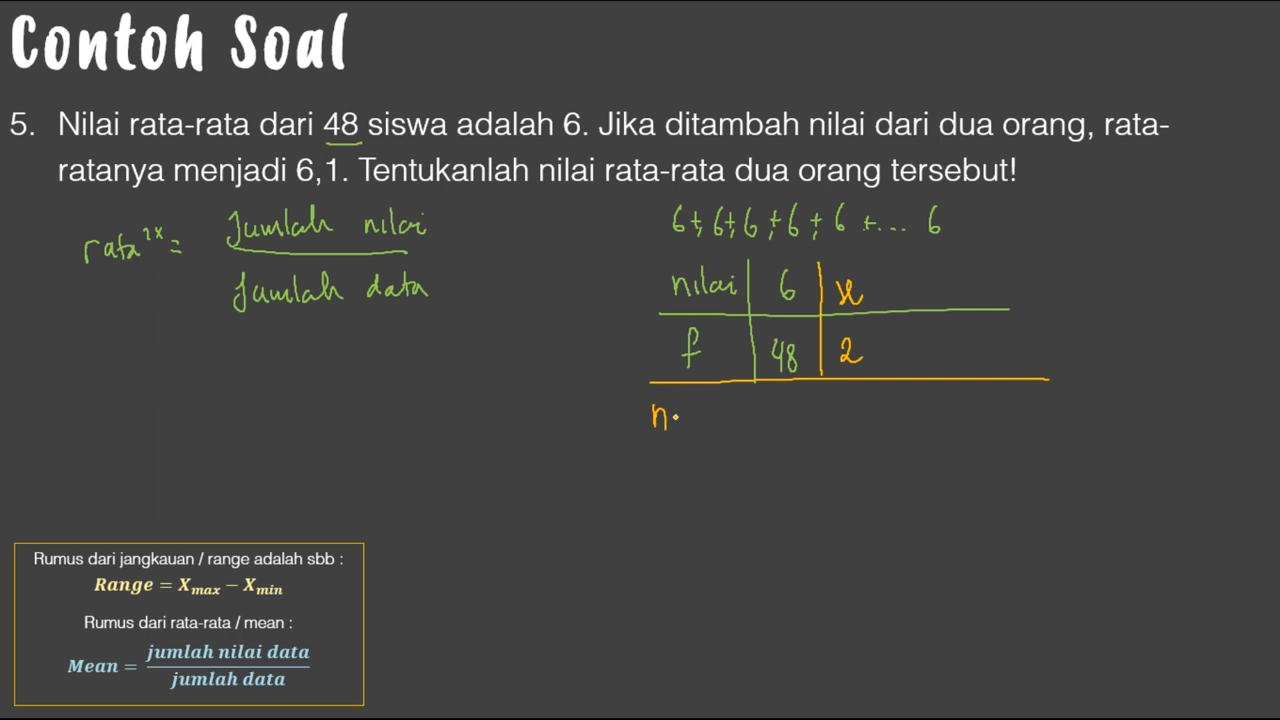 Contoh Soal
5. Nilai rata-rata dari 48 siswa adalah 6. Jika ditambah nilai dari dua orang, rata-
ratanya menjadi 6,1. Tentukanlah nilai rata-rata dua orang tersebut!
rata²ˣ = Jumlah nilai
Jumlah data
6 + 6 + 6 + 6 + 6 + ... 6
nilai 6 x
f 48 2
n.
Rumus dari jangkauan / range adalah sbb :
Range = Xmax − Xmin
Rumus dari rata-rata / mean :
Mean = jumlah nilai data
jumlah data